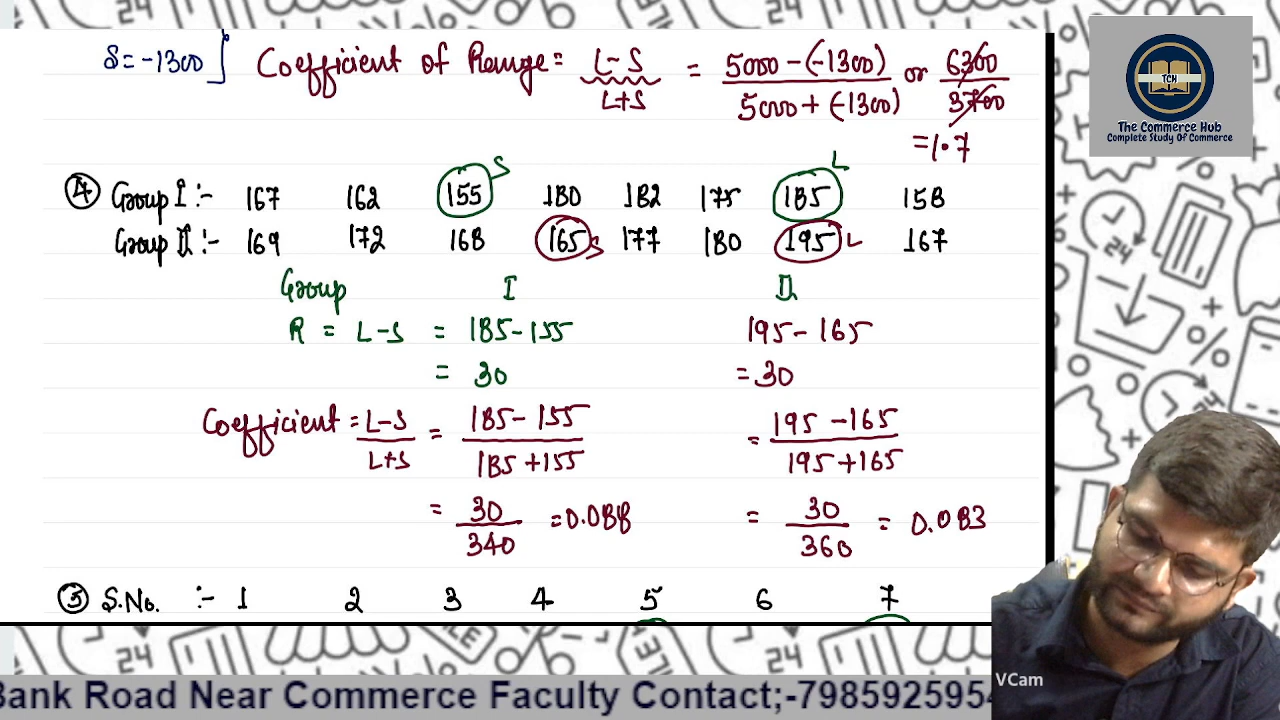 S = -1300] Coefficient of Range = L-S/L+S = 5000-(-1300)/5000+(-1300) or 6300/3700
= 1.7
④ Group I :- 167 162 155 S 180 182 175 185 L 158
Group II :- 169 172 168 165 S 177 180 195 L 167
Group I II
R = L-S = 185-155 195-165
= 30 = 30
Coefficient = L-S/L+S = 185-155/185+155 = 195-165/195+165
= 30/340 = 0.088 = 30/360 = 0.083
⑤ S.No. :- 1 2 3 4 5 6 7
TCH
The Commerce Hub
Complete Study Of Commerce
VCam
Bank Road Near Commerce Faculty Contact;-7985925954